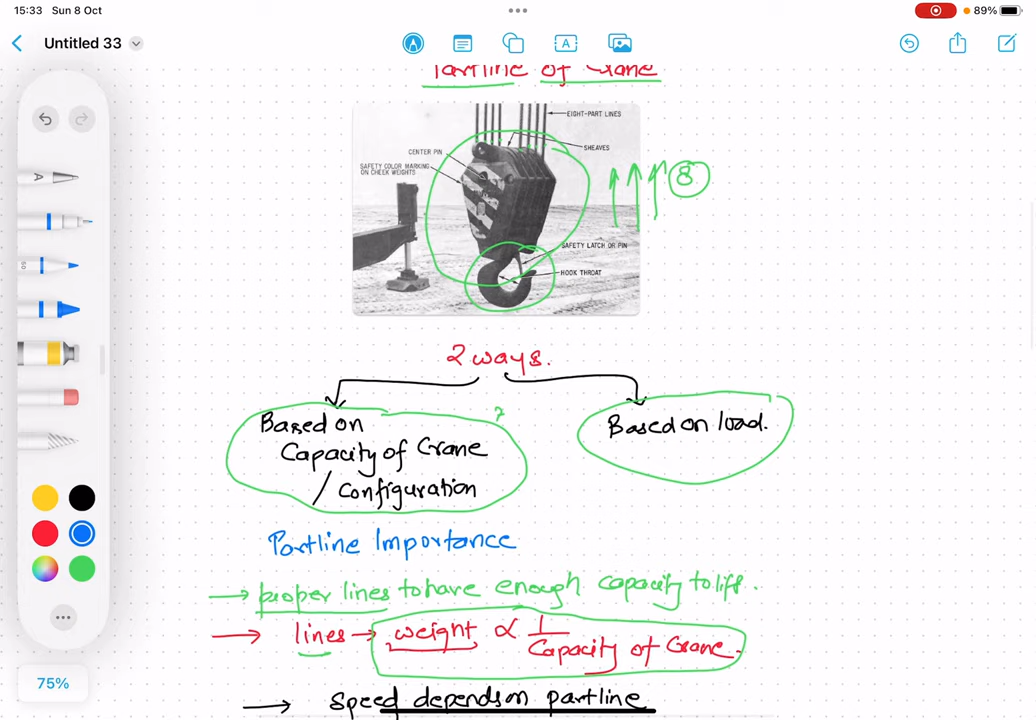 15:33 Sun 8 Oct
89%
Untitled 33
Partline of Crane
EIGHT-PART LINES
SHEAVES
CENTER PIN
SAFETY COLOR MARKING
ON CHEEK WEIGHTS
8
SAFETY LATCH OR PIN
HOOK THROAT
2 ways.
Based on
Capacity of Crane
/ Configuration
Based on load.
Partline Importance
→ proper lines to have enough capacity to lift.
→ lines → weight ∝ 1/Capacity of Crane.
→ Speed depends on partline
75%